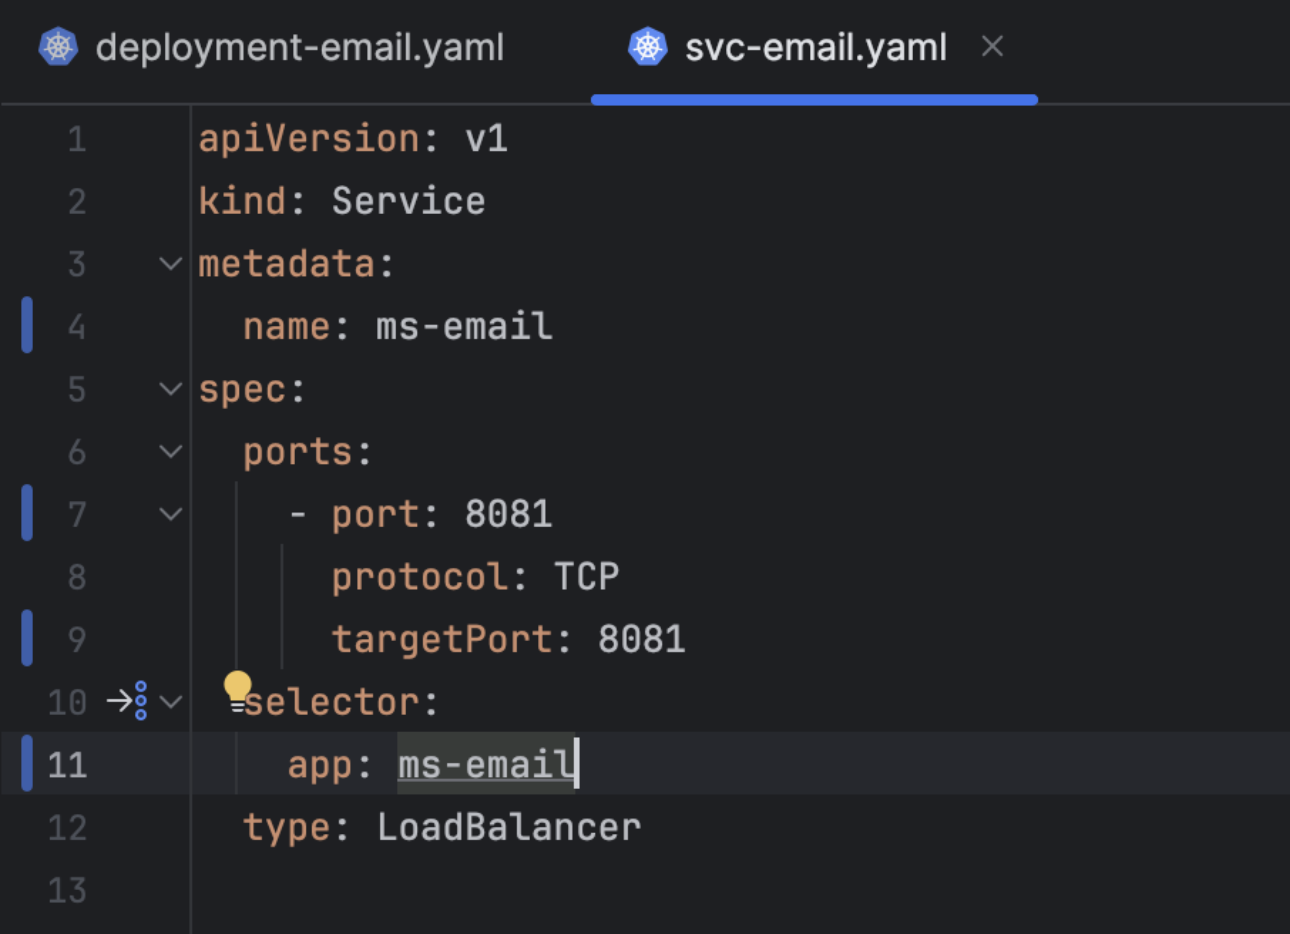 deployment-email.yaml svc-email.yaml
1 apiVersion: v1
2 kind: Service
3 metadata:
4   name: ms-email
5 spec:
6   ports:
7     - port: 8081
8       protocol: TCP
9       targetPort: 8081
10   selector:
11     app: ms-email
12   type: LoadBalancer
13